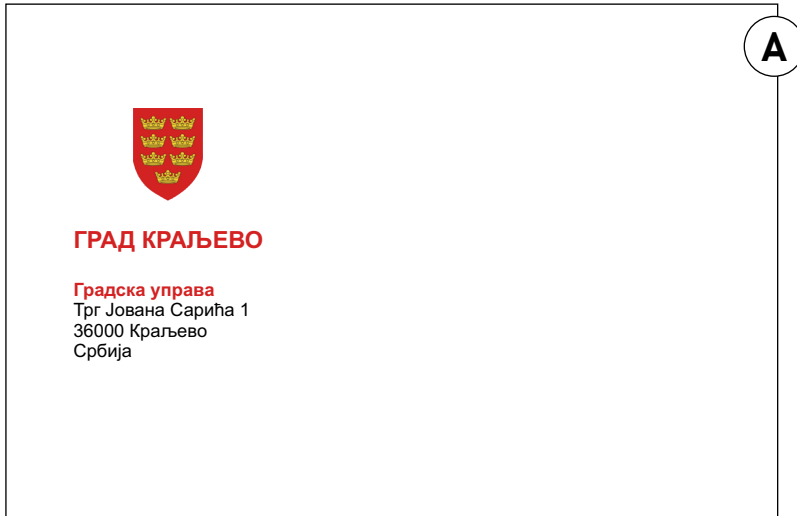 А
ГРАД КРАЉЕВО
Градска управа
Трг Јована Сарића 1
36000 Краљево
Србија